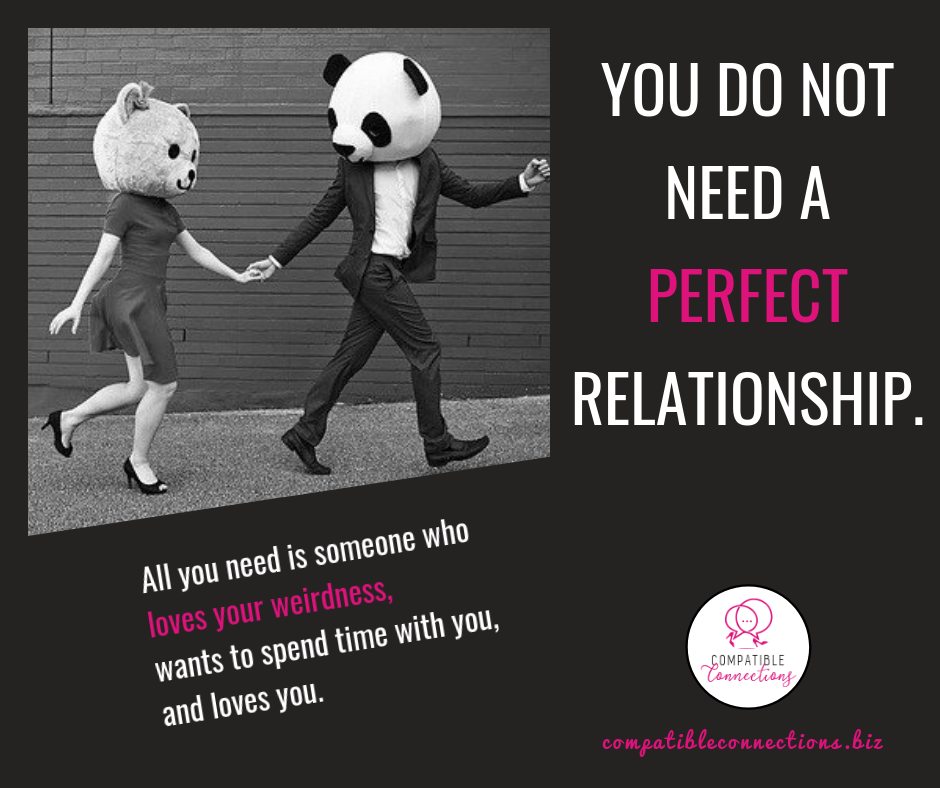 YOU DO NOT
NEED A
PERFECT
RELATIONSHIP.
All you need is someone who
loves your weirdness,
wants to spend time with you,
and loves you.
COMPATIBLE
Connections
compatibleconnections.biz